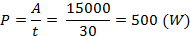 P = A/t = 15000/30 = 500 (W)